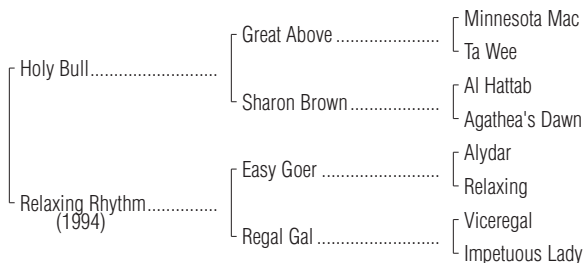 Minnesota Mac
Great Above ........................
Ta Wee
Holy Bull.............................
Al Hattab
Sharon Brown.....................
Agathea's Dawn
Alydar
Easy Goer ...........................
Relaxing
Relaxing Rhythm................
(1994)
Viceregal
Regal Gal ............................
Impetuous Lady